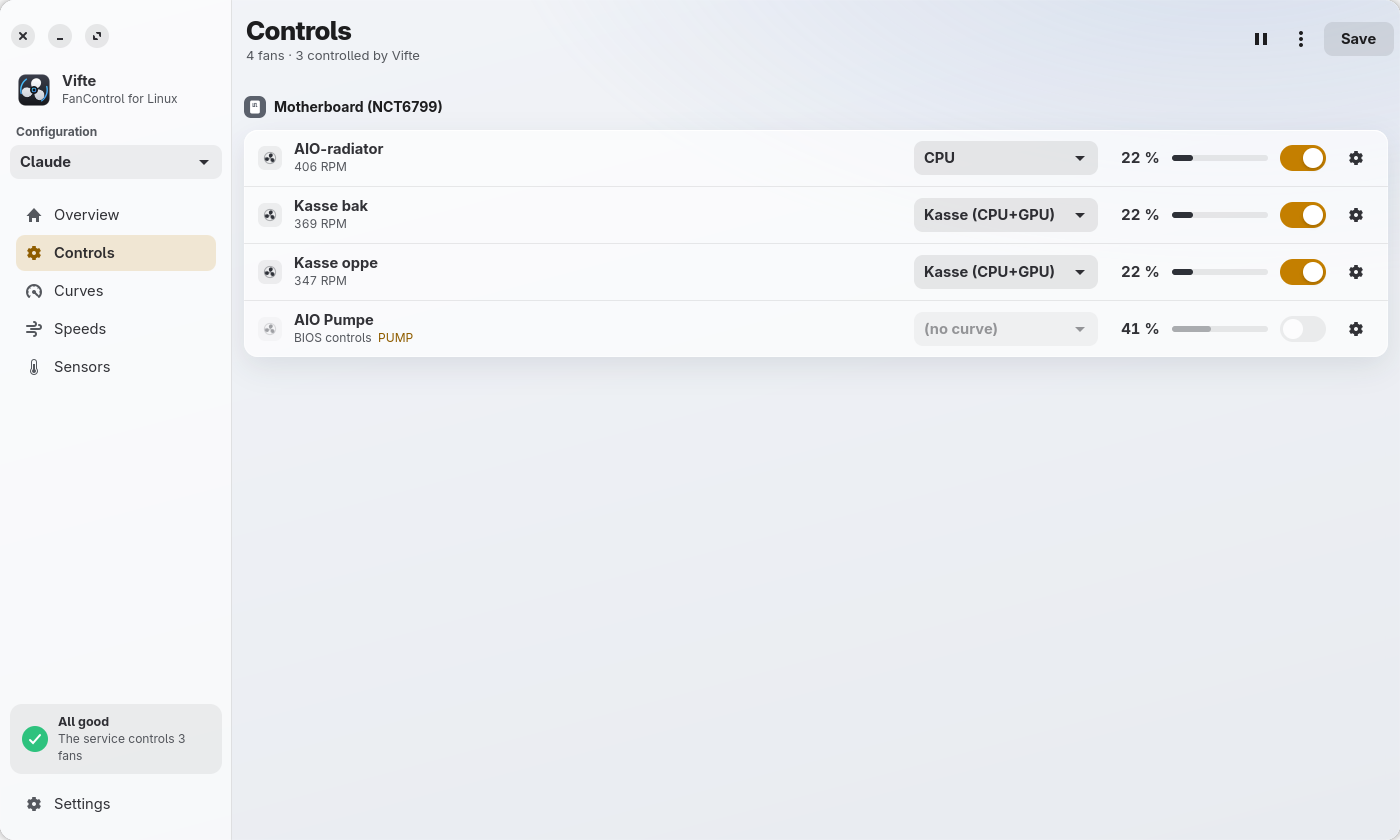 Vifte
FanControl for Linux
Configuration
Claude
Overview
Controls
Curves
Speeds
Sensors
All good
The service controls 3
fans
Settings
Controls
4 fans · 3 controlled by Vifte
Save
Motherboard (NCT6799)
AIO-radiator
406 RPM
CPU
22 %
Kasse bak
369 RPM
Kasse (CPU+GPU)
22 %
Kasse oppe
347 RPM
Kasse (CPU+GPU)
22 %
AIO Pumpe
BIOS controls PUMP
(no curve)
41 %